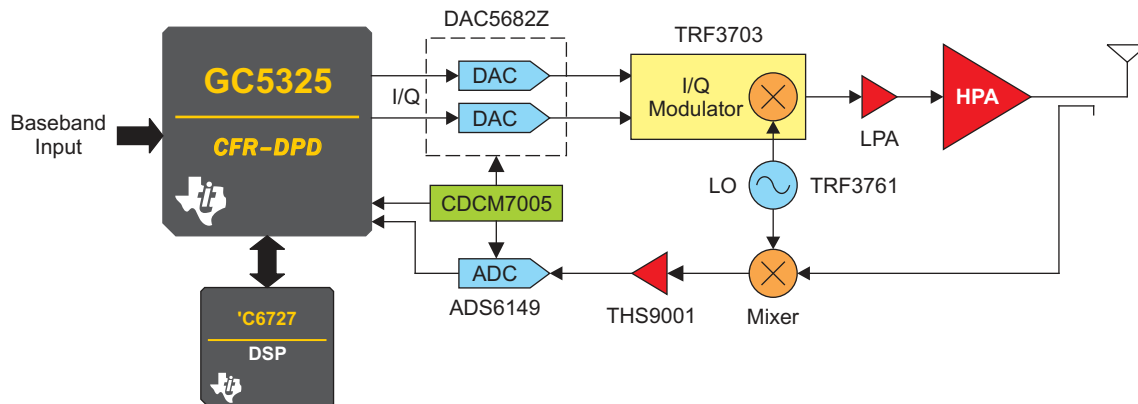 DAC5682Z
TRF3703
GC5325
CFR-DPD
Baseband
Input
I/Q
DAC
DAC
I/Q
Modulator
LPA
HPA
CDCM7005
LO
TRF3761
ADC
ADS6149
THS9001
Mixer
'C6727
DSP